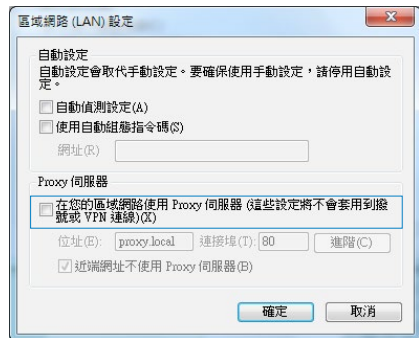 區域網路 (LAN) 設定
自動設定
自動設定會取代手動設定。要確保使用手動設定，請停用自動設
定。
自動偵測設定(A)
使用自動組態指令碼(S)
網址(R)
Proxy 伺服器
在您的區域網路使用 Proxy 伺服器 (這些設定將不會套用到撥
號或 VPN 連線)(X)
位址(E): proxy.local 連接埠(T): 80 進階(C)
近端網址不使用 Proxy 伺服器(B)
確定 取消